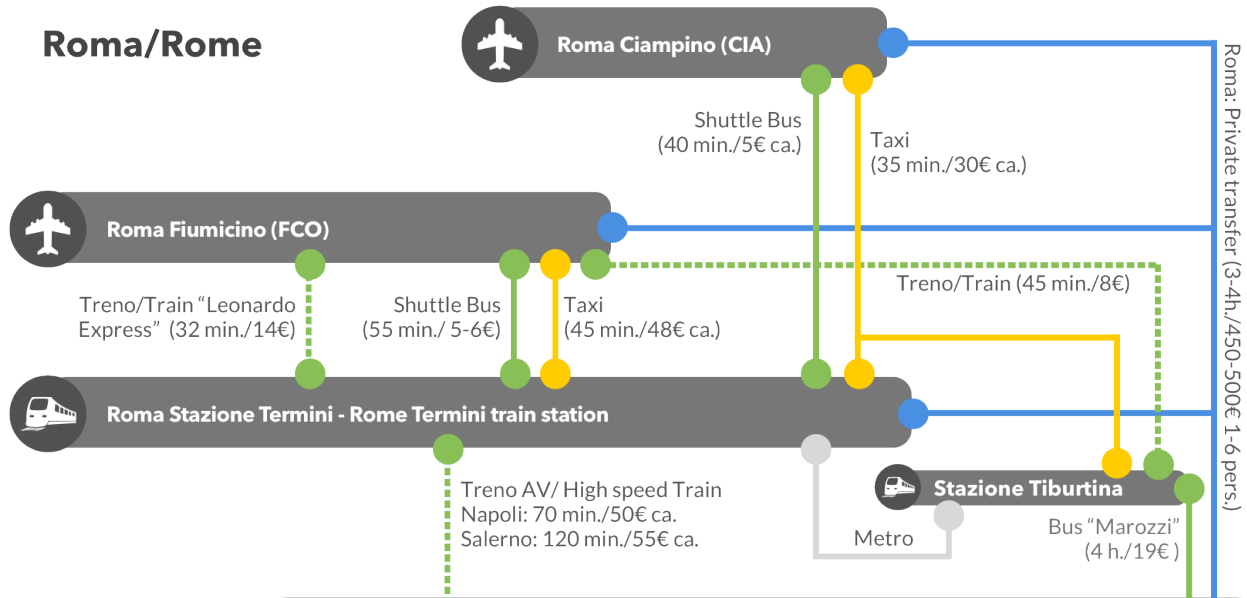 Roma/Rome
Roma Ciampino (CIA)
Shuttle Bus
(40 min./5€ ca.)
Taxi
(35 min./30€ ca.)
Roma Fiumicino (FCO)
Treno/Train “Leonardo
Express” (32 min./14€)
Shuttle Bus
(55 min./ 5-6€)
Taxi
(45 min./48€ ca.)
Treno/Train (45 min./8€)
Roma: Private transfer (3-4h./450-500€ 1-6 pers.)
Roma Stazione Termini - Rome Termini train station
Treno AV/ High speed Train
Napoli: 70 min./50€ ca.
Salerno: 120 min./55€ ca.
Stazione Tiburtina
Metro
Bus “Marozzi”
(4 h./19€ )